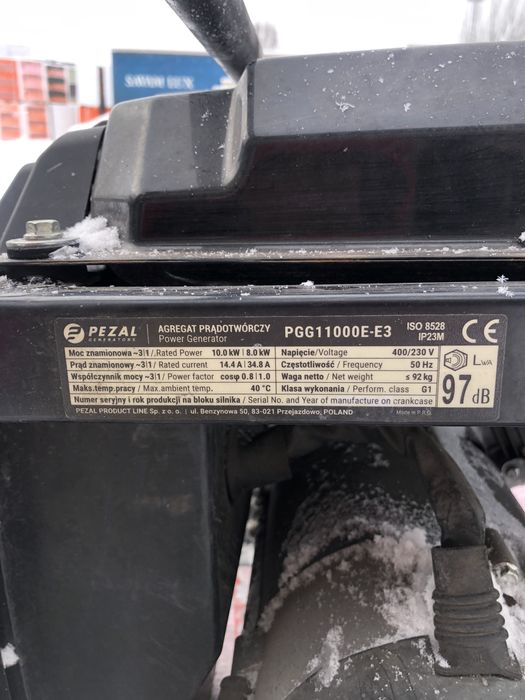 PEZAL
GENERATORS
AGREGAT PRĄDOTWÓRCZY
Power Generator
PGG11000E-E3
ISO 8528
IP23M
CE
Moc znamionowa ~3|1 /.Rated Power 10.0 kW | 8.0 kW
Napięcie/Voltage 400/230 V
Prąd znamionowy ~3|1/ Rated current 14.4 A | 34.8 A
Częstotliwość / Frequency 50 Hz
Współczynnik mocy ~3|1 / Power factor cosφ 0.8 | 1.0
Waga netto / Net weight ≤ 92 kg
Maks.temp.pracy / Max. ambient temp. 40 °C
Klasa wykonania / Perform. class G1
LWA
97 dB
Numer seryjny i rok produkcji na bloku silnika / Serial No. and Year of manufacture on crankcase
PEZAL PRODUCT LINE Sp. z o.o. | ul. Benzynowa 50, 83-021 Przejazdowo, POLAND
Made in P.R.C.